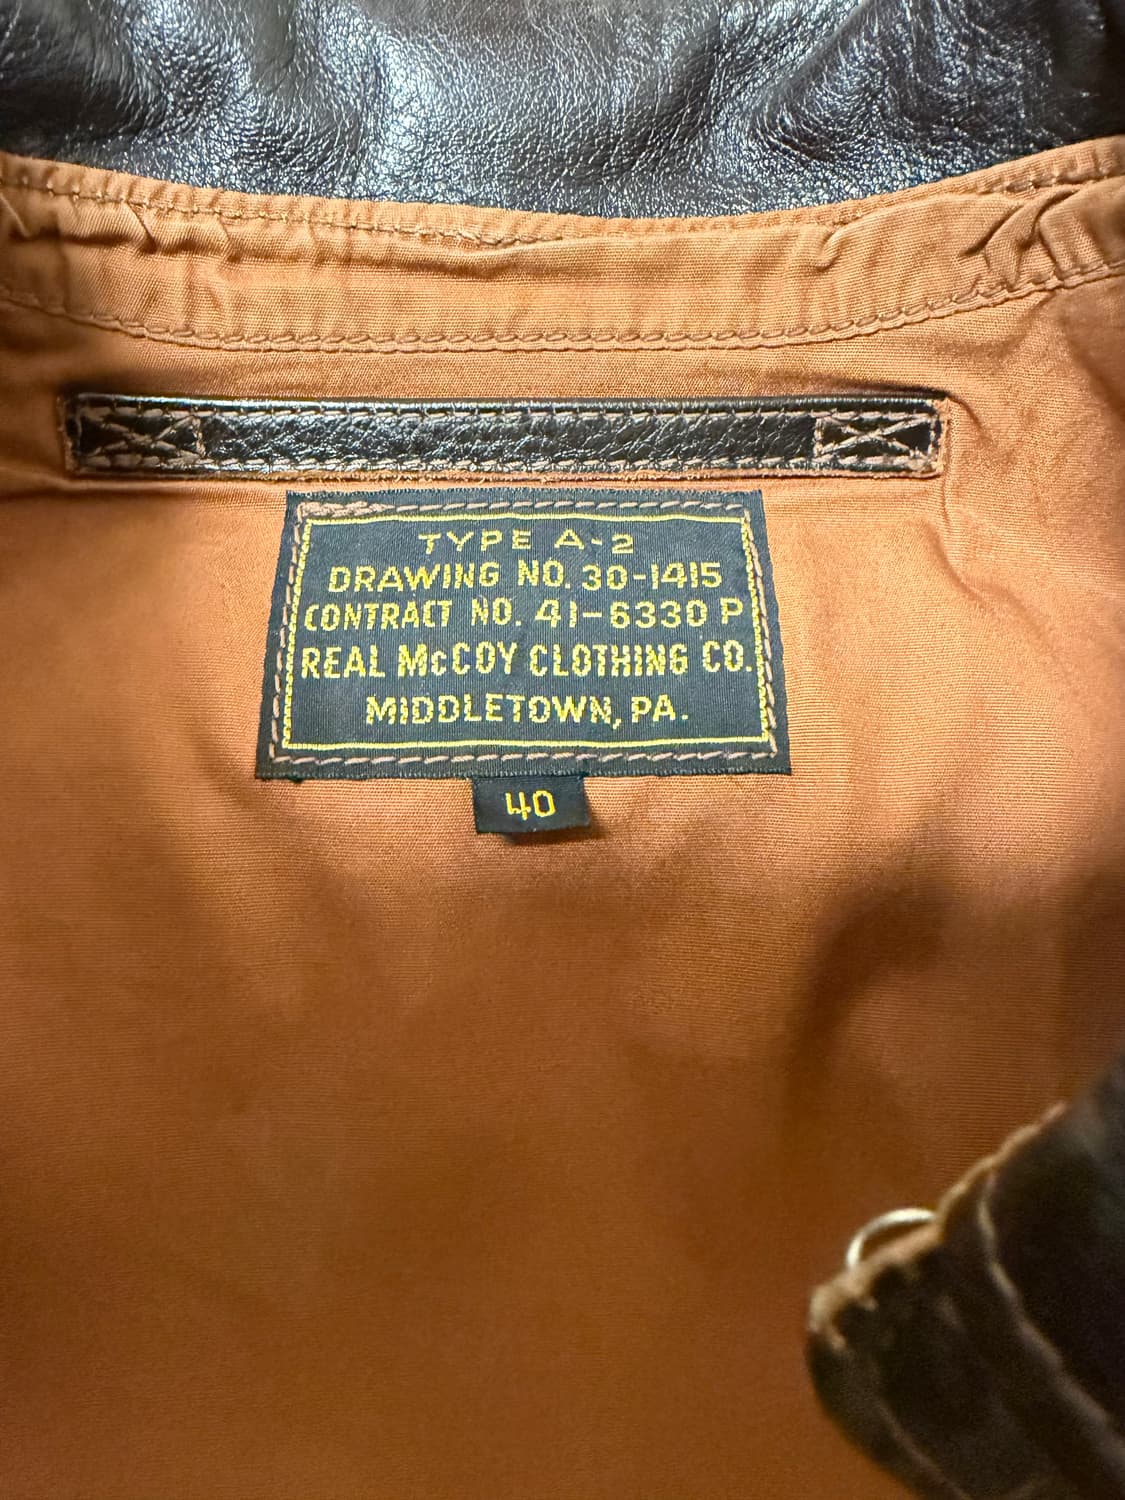 TYPE A-2
DRAWING NO. 30-1415
CONTRACT NO. 41-6330 P
REAL McCOY CLOTHING CO.
MIDDLETOWN, PA.
40